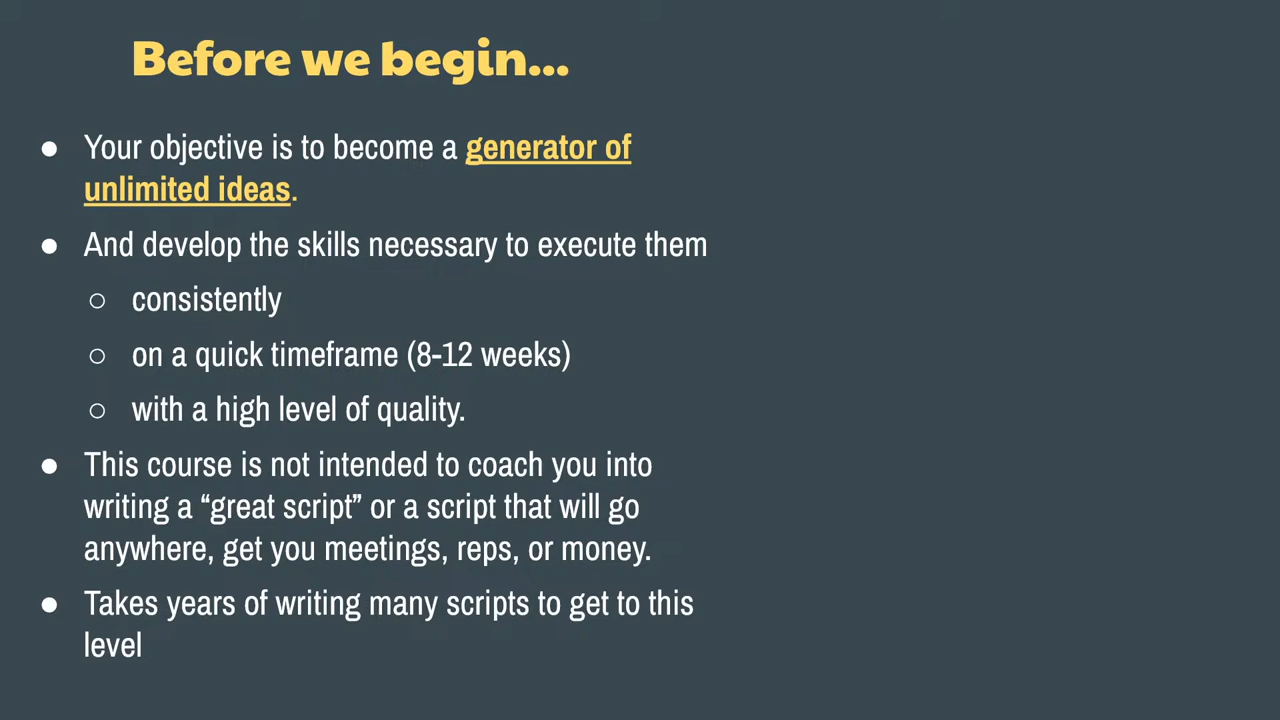 Before we begin...
● Your objective is to become a generator of
unlimited ideas.
● And develop the skills necessary to execute them
○ consistently
○ on a quick timeframe (8-12 weeks)
○ with a high level of quality.
● This course is not intended to coach you into
writing a “great script” or a script that will go
anywhere, get you meetings, reps, or money.
● Takes years of writing many scripts to get to this
level